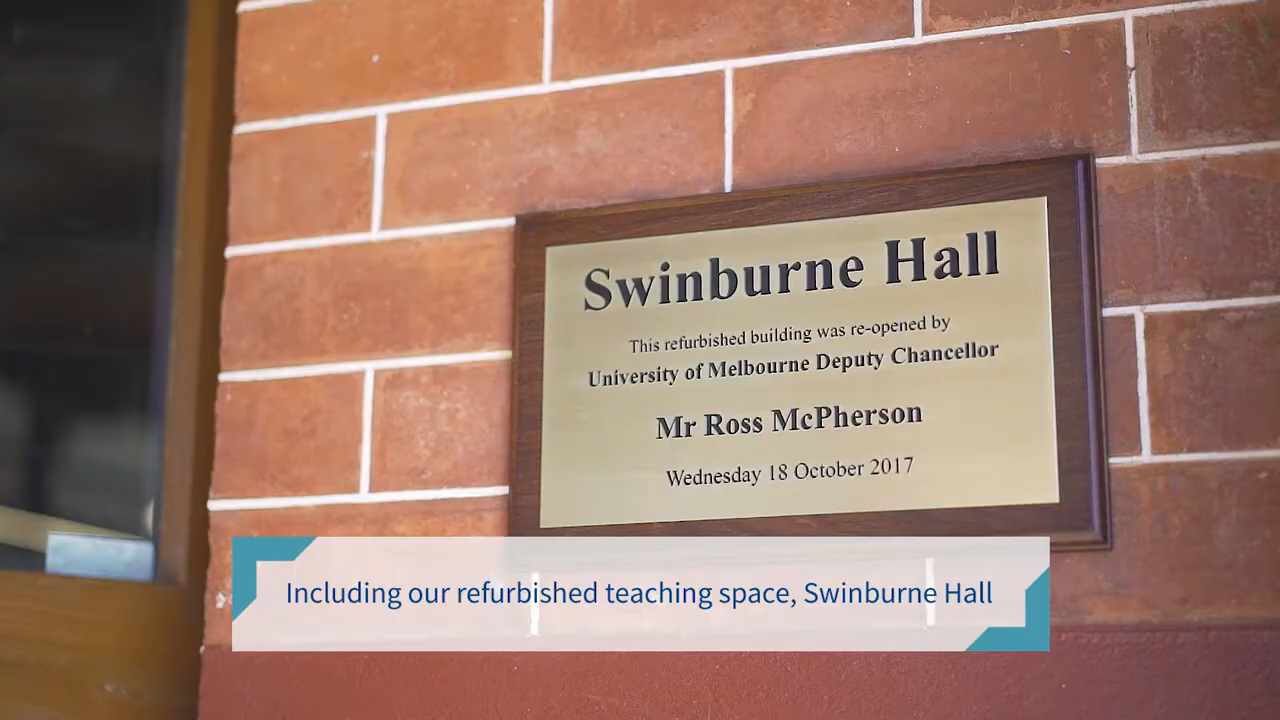 Swinburne Hall
This refurbished building was re-opened by
University of Melbourne Deputy Chancellor
Mr Ross McPherson
Wednesday 18 October 2017
Including our refurbished teaching space, Swinburne Hall